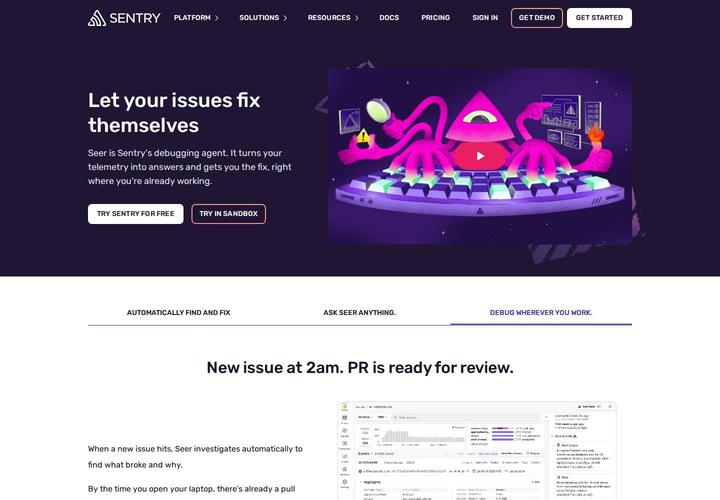 SENTRY
PLATFORM
SOLUTIONS
RESOURCES
DOCS
PRICING
SIGN IN
GET DEMO
GET STARTED
Let your issues fix
themselves
Seer is Sentry's debugging agent. It turns your
telemetry into answers and gets you the fix, right
where you're already working.
TRY SENTRY FOR FREE
TRY IN SANDBOX
AUTOMATICALLY FIND AND FIX
ASK SEER ANYTHING.
DEBUG WHEREVER YOU WORK.
New issue at 2am. PR is ready for review.
When a new issue hits, Seer investigates automatically to
find what broke and why.
By the time you open your laptop, there's already a pull